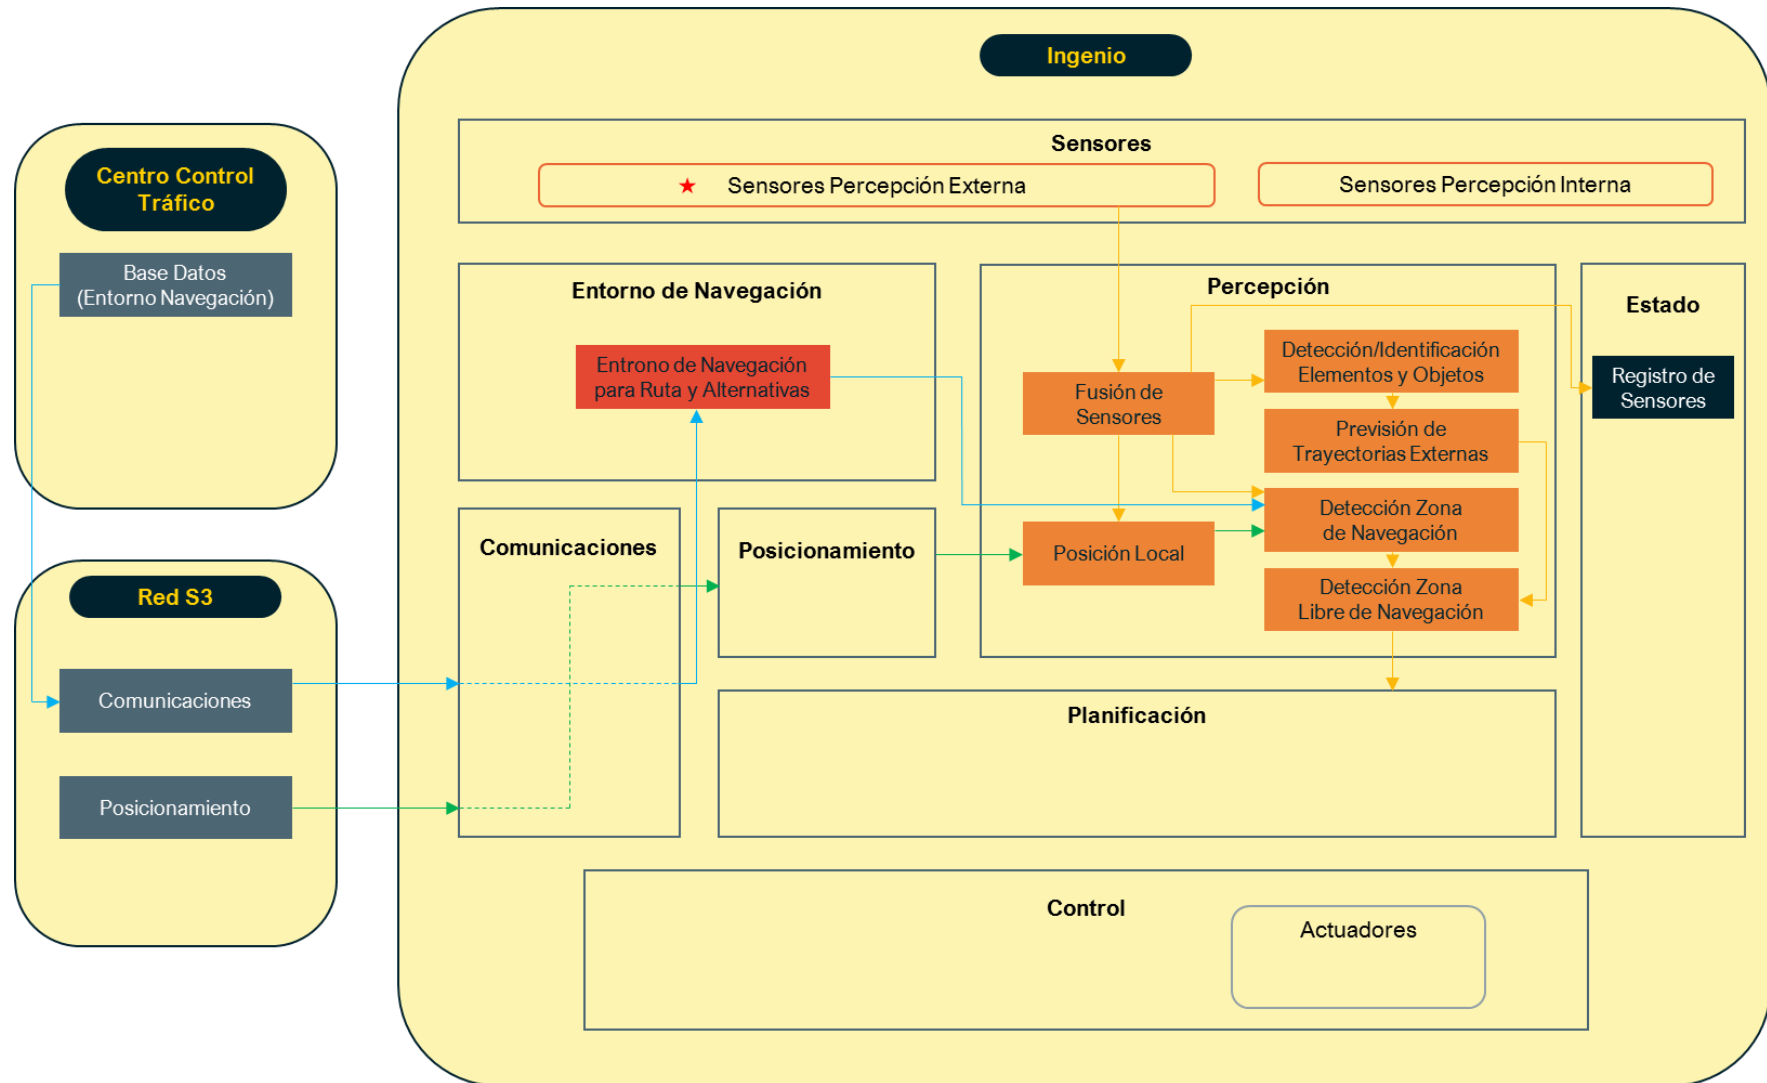 Ingenio
Sensores
Sensores Percepción Externa
Sensores Percepción Interna
Centro Control
Tráfico
Base Datos
(Entorno Navegación)
Entorno de Navegación
Entrono de Navegación
para Ruta y Alternativas
Percepción
Fusión de
Sensores
Detección/Identificación
Elementos y Objetos
Previsión de
Trayectorias Externas
Detección Zona
de Navegación
Posición Local
Detección Zona
Libre de Navegación
Estado
Registro de
Sensores
Comunicaciones
Posicionamiento
Red S3
Comunicaciones
Posicionamiento
Planificación
Control
Actuadores